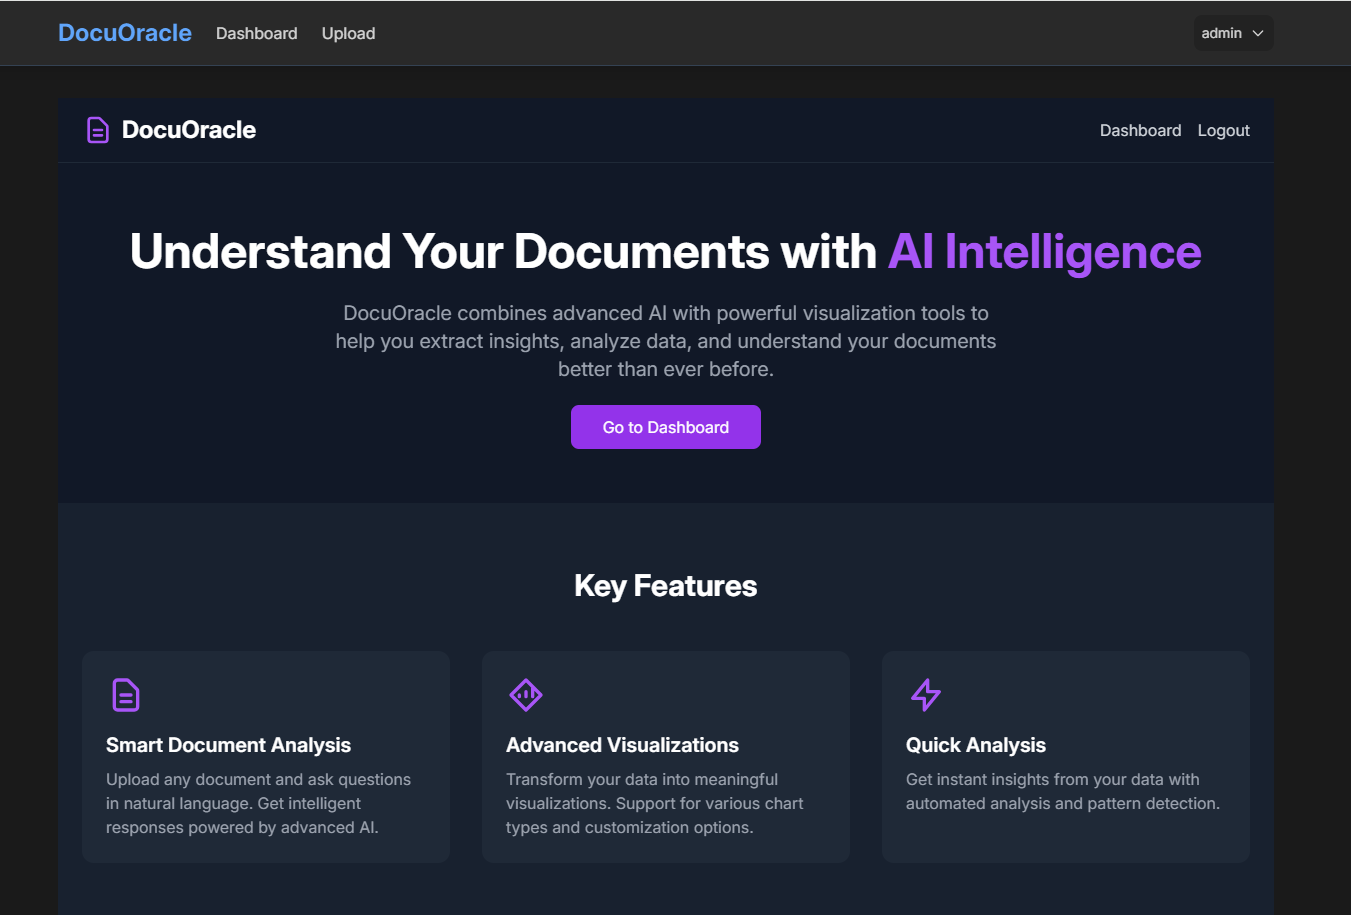 DocuOracle Dashboard Upload admin
DocuOracle Dashboard Logout
Understand Your Documents with AI Intelligence
DocuOracle combines advanced AI with powerful visualization tools to
help you extract insights, analyze data, and understand your documents
better than ever before.
Go to Dashboard
Key Features
Smart Document Analysis
Upload any document and ask questions
in natural language. Get intelligent
responses powered by advanced AI.
Advanced Visualizations
Transform your data into meaningful
visualizations. Support for various chart
types and customization options.
Quick Analysis
Get instant insights from your data with
automated analysis and pattern detection.